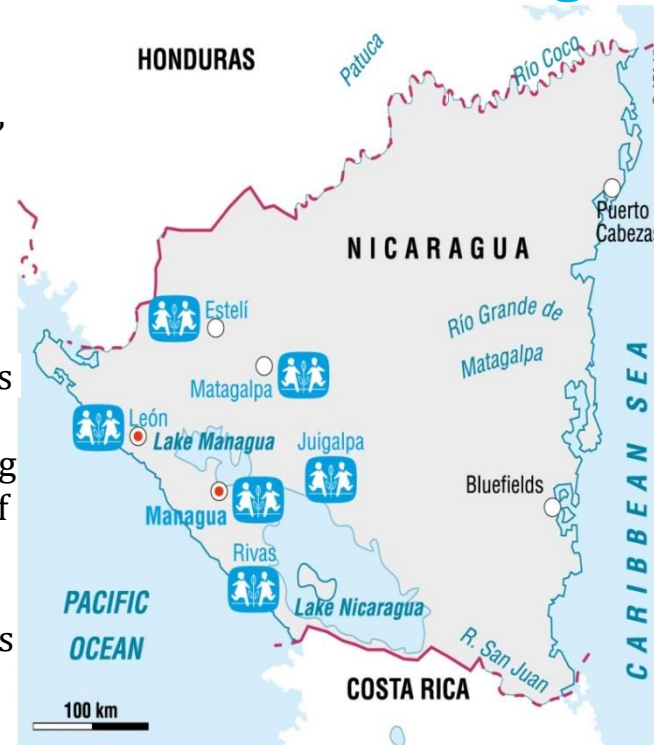 HONDURAS
Patuca
Río Coco
Puerto
Cabezas
NICARAGUA
Río Grande de
Matagalpa
Estelí
Matagalpa
León
Lake Managua
Juigalpa
Managua
Bluefields
Rivas
Lake Nicaragua
PACIFIC
OCEAN
CARIBBEAN SEA
R. San Juan
COSTA RICA
100 km